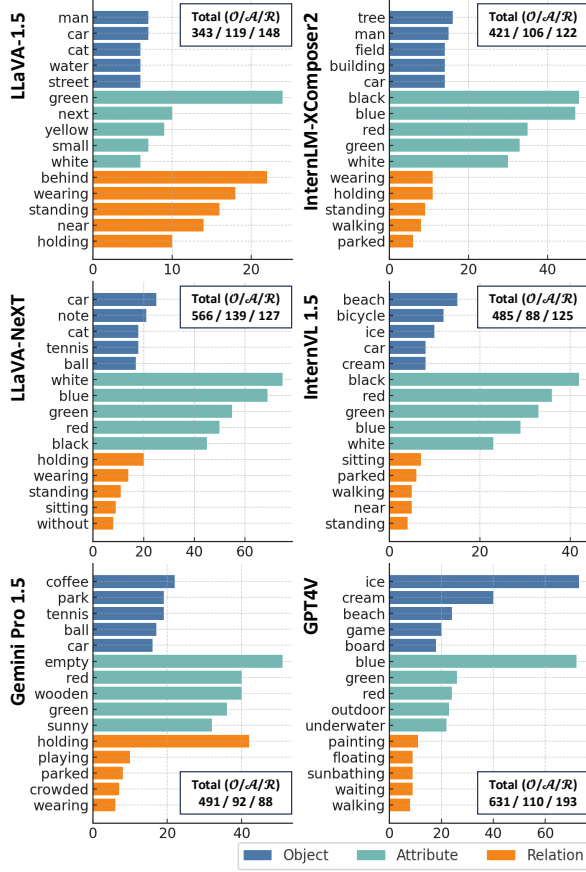 LLaVA-1.5
man
car
cat
water
street
green
next
yellow
small
white
behind
wearing
standing
near
holding
Total (𝒪/𝒜/ℛ)
343 / 119 / 148
0 10 20
InternLM-XComposer2
tree
man
field
building
car
black
blue
red
green
white
wearing
holding
standing
walking
parked
Total (𝒪/𝒜/ℛ)
421 / 106 / 122
0 20 40
LLaVA-NeXT
car
note
cat
tennis
ball
white
blue
green
red
black
holding
wearing
standing
sitting
without
Total (𝒪/𝒜/ℛ)
566 / 139 / 127
0 20 40 60
InternVL 1.5
beach
bicycle
ice
car
cream
black
red
green
blue
white
sitting
parked
walking
near
standing
Total (𝒪/𝒜/ℛ)
485 / 88 / 125
0 20 40
Gemini Pro 1.5
coffee
park
tennis
ball
car
empty
red
wooden
green
sunny
holding
playing
parked
crowded
wearing
Total (𝒪/𝒜/ℛ)
491 / 92 / 88
0 20 40
GPT4V
ice
cream
beach
game
board
blue
green
red
outdoor
underwater
painting
floating
sunbathing
waiting
walking
Total (𝒪/𝒜/ℛ)
631 / 110 / 193
0 20 40 60
Object Attribute Relation